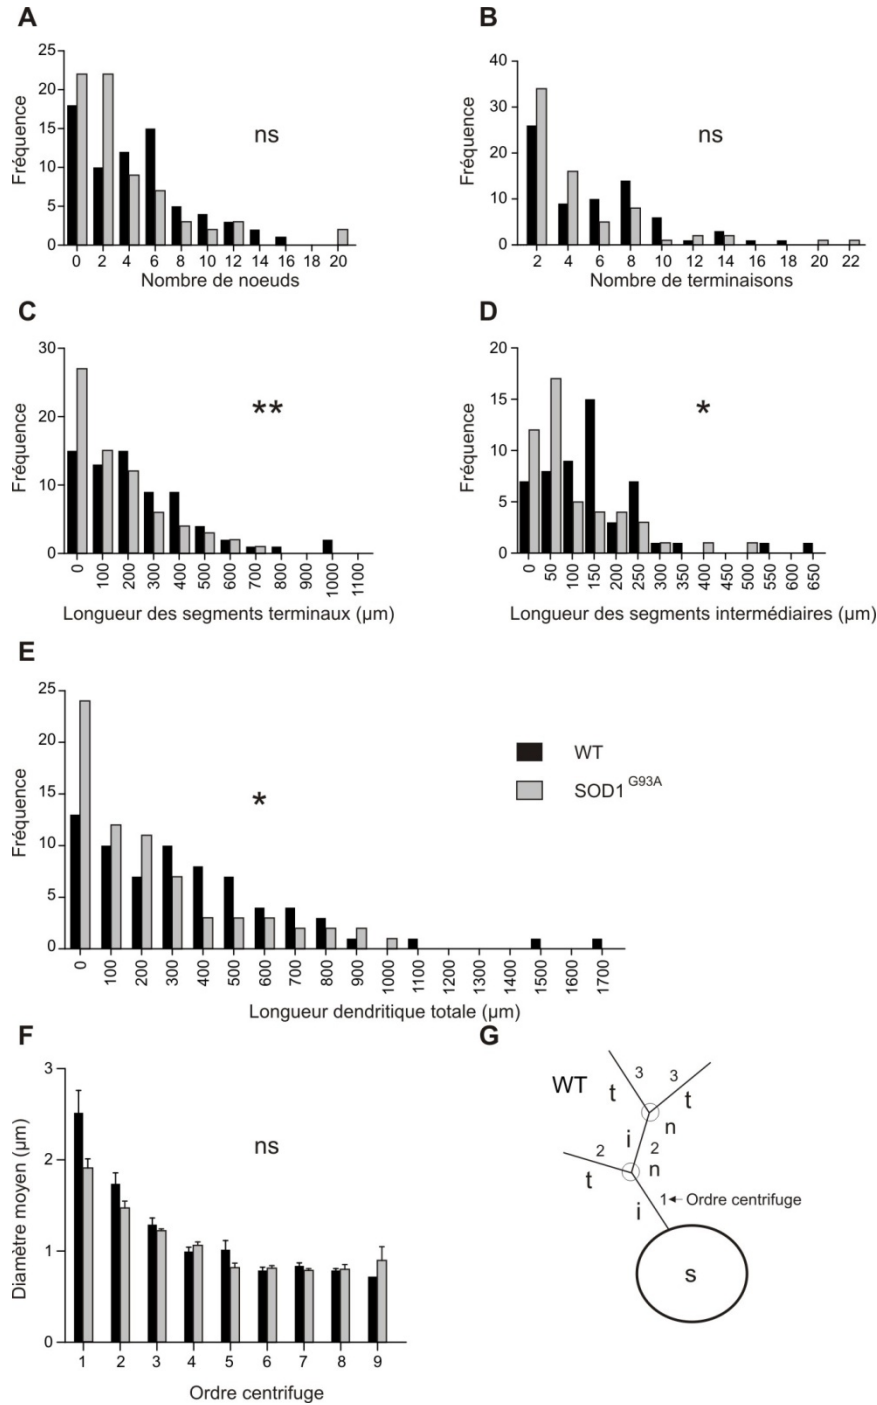 A
25
20
15
10
5
0
Fréquence
ns
0 2 4 6 8 10 12 14 16 18 20
Nombre de noeuds
B
40
30
20
10
0
Fréquence
ns
2 4 6 8 10 12 14 16 18 20 22
Nombre de terminaisons
C
30
20
10
0
Fréquence
**
0 100 200 300 400 500 600 700 800 900 1000 1100
Longueur des segments terminaux (µm)
D
20
15
10
5
0
Fréquence
*
0 50 100 150 200 250 300 350 400 450 500 550 600 650
Longueur des segments intermédiaires (µm)
E
25
20
15
10
5
0
Fréquence
*
WT
SOD1 G93A
0 100 200 300 400 500 600 700 800 900 1000 1100 1200 1300 1400 1500 1600 1700
Longueur dendritique totale (µm)
F
3
2
1
0
Diamètre moyen (µm)
ns
1 2 3 4 5 6 7 8 9
Ordre centrifuge
G
WT
3 3
t t
i n
2 2
t n
1 Ordre centrifuge
i
s